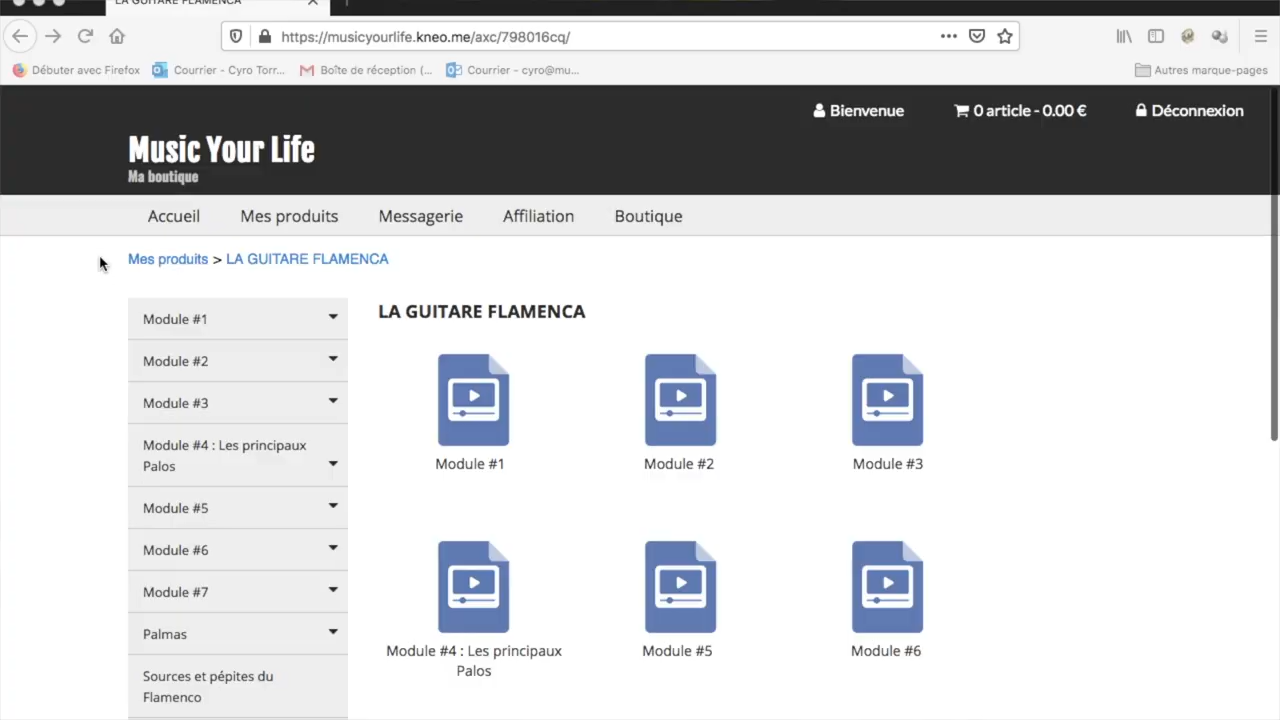 LA GUITARE FLAMENCA
https://musicyourlife.kneo.me/axc/798016cq/
Débuter avec Firefox
Courrier - Cyro Torr...
Boîte de réception (...
Courrier - cyro@mu...
Autres marque-pages
Bienvenue
0 article - 0.00 €
Déconnexion
Music Your Life
Ma boutique
Accueil
Mes produits
Messagerie
Affiliation
Boutique
Mes produits > LA GUITARE FLAMENCA
Module #1
Module #2
Module #3
Module #4 : Les principaux
Palos
Module #5
Module #6
Module #7
Palmas
Sources et pépites du
Flamenco
LA GUITARE FLAMENCA
Module #1
Module #2
Module #3
Module #4 : Les principaux
Palos
Module #5
Module #6